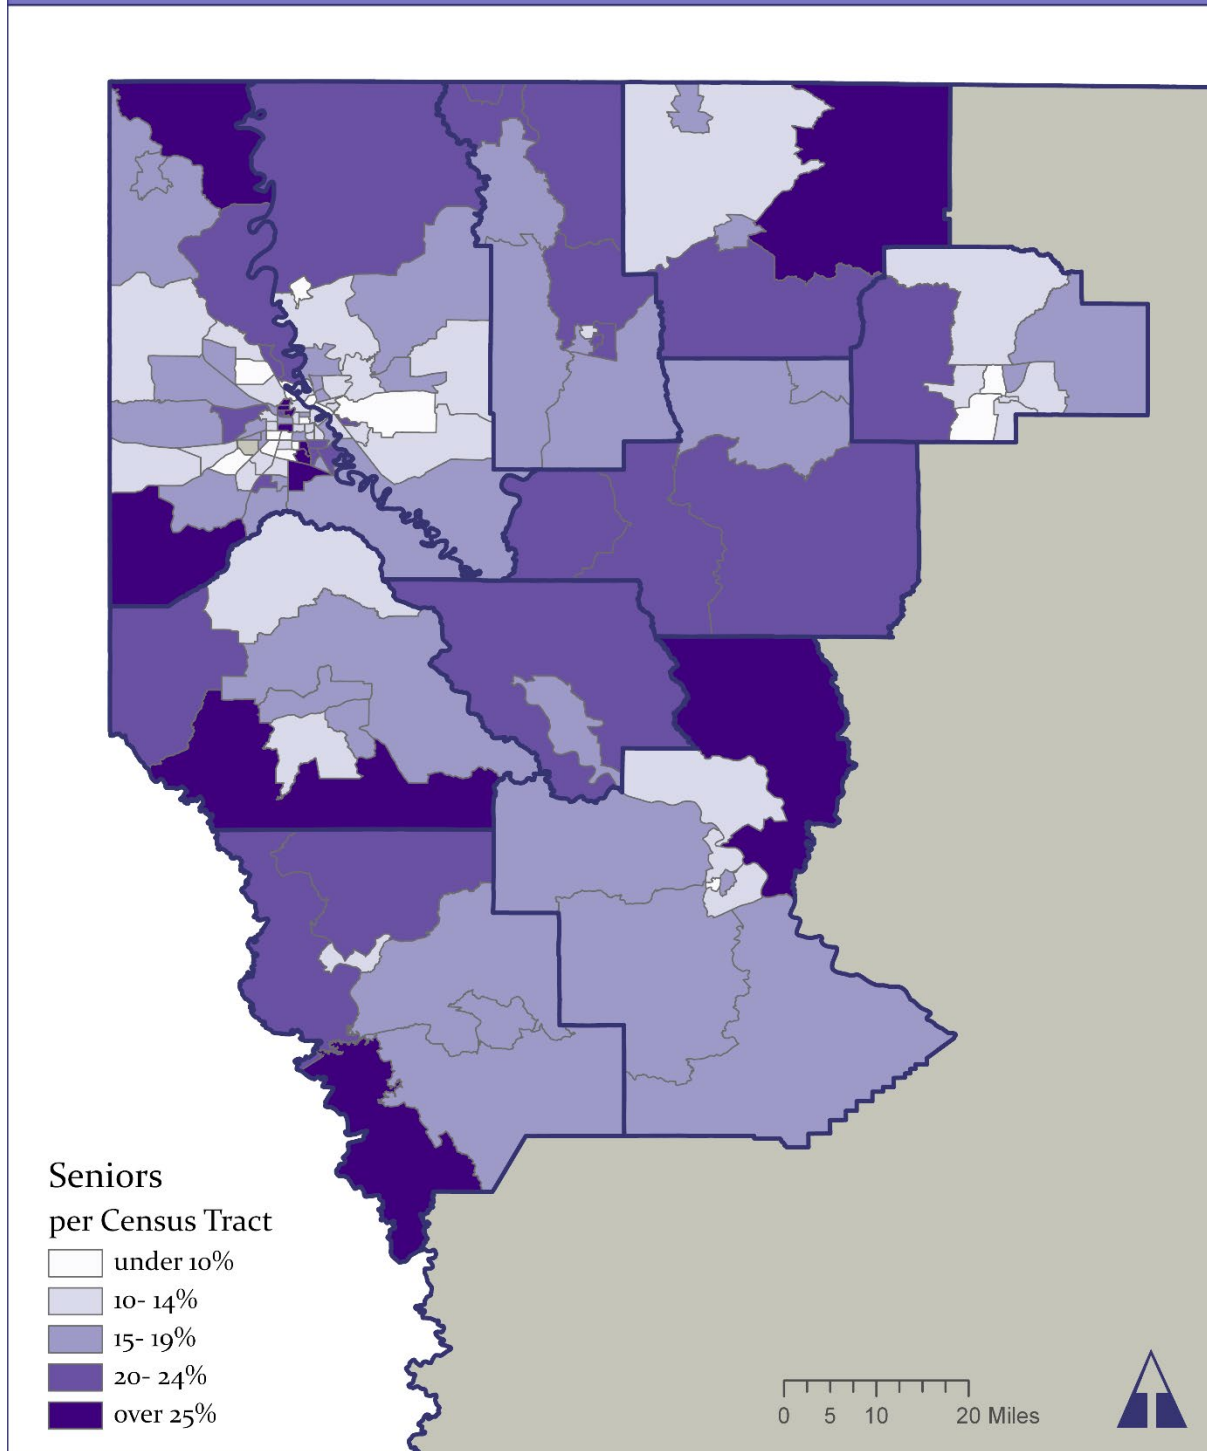 Seniors
per Census Tract
under 10%
10- 14%
15- 19%
20- 24%
over 25%
0 5 10 20 Miles